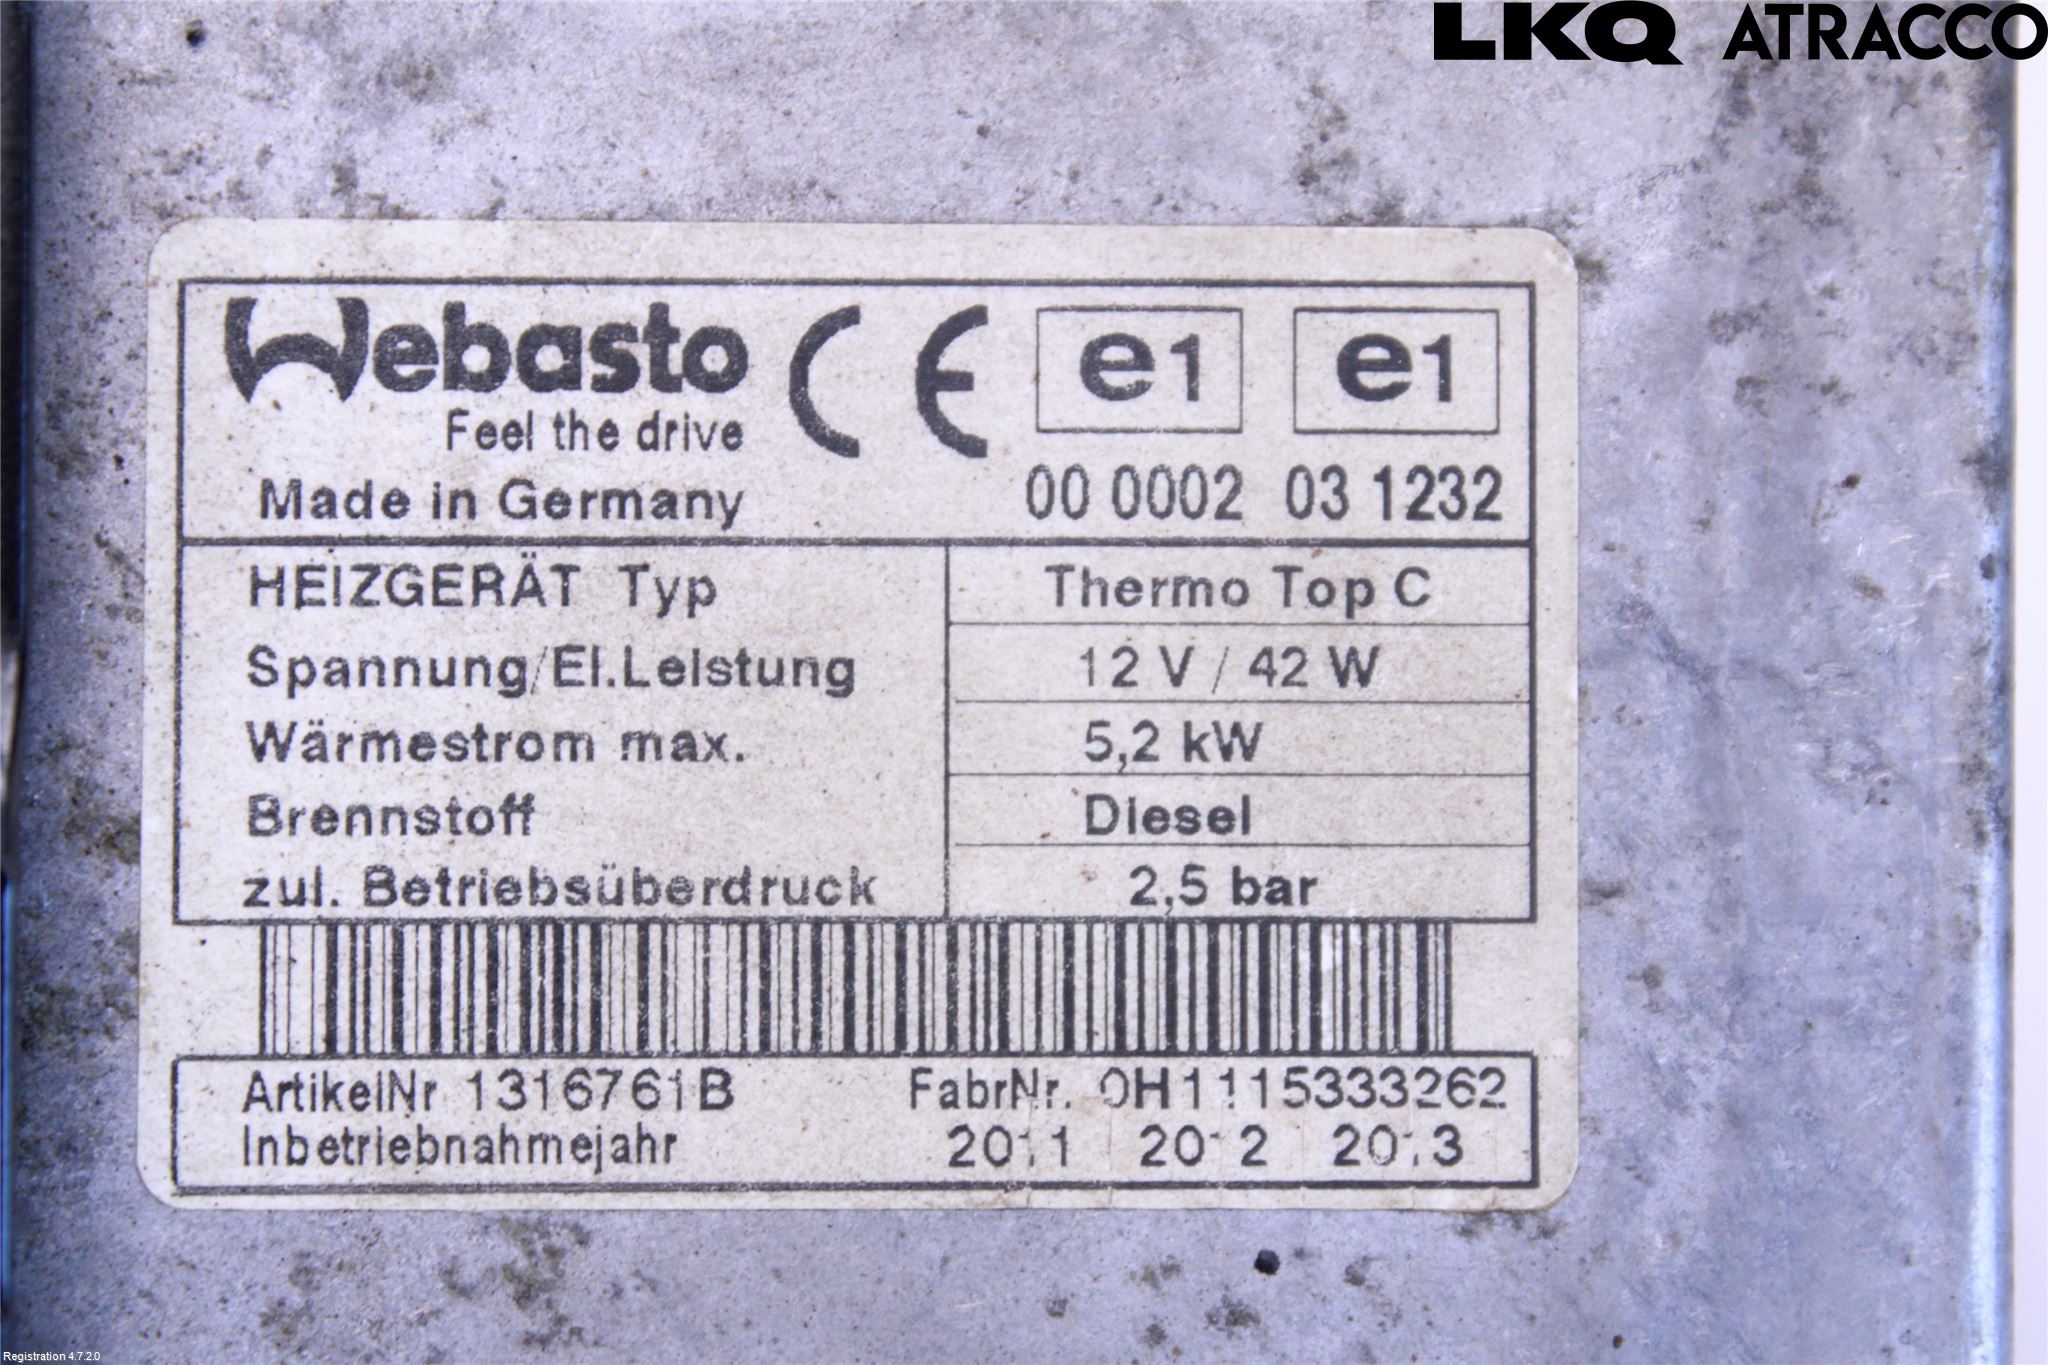 LKQ ATRACCO
Webasto
Feel the drive
Made in Germany
CE
e1 e1
00 0002 03 1232
HEIZGERÄT Typ Thermo Top C
Spannung/El.Leistung 12 V / 42 W
Wärmestrom max. 5,2 kW
Brennstoff Diesel
zul. Betriebsüberdruck 2,5 bar
ArtikelNr 1316761B FabrNr. 0H1115333262
Inbetriebnahmejahr 2011 2012 2013
Registration 4.7.2.0